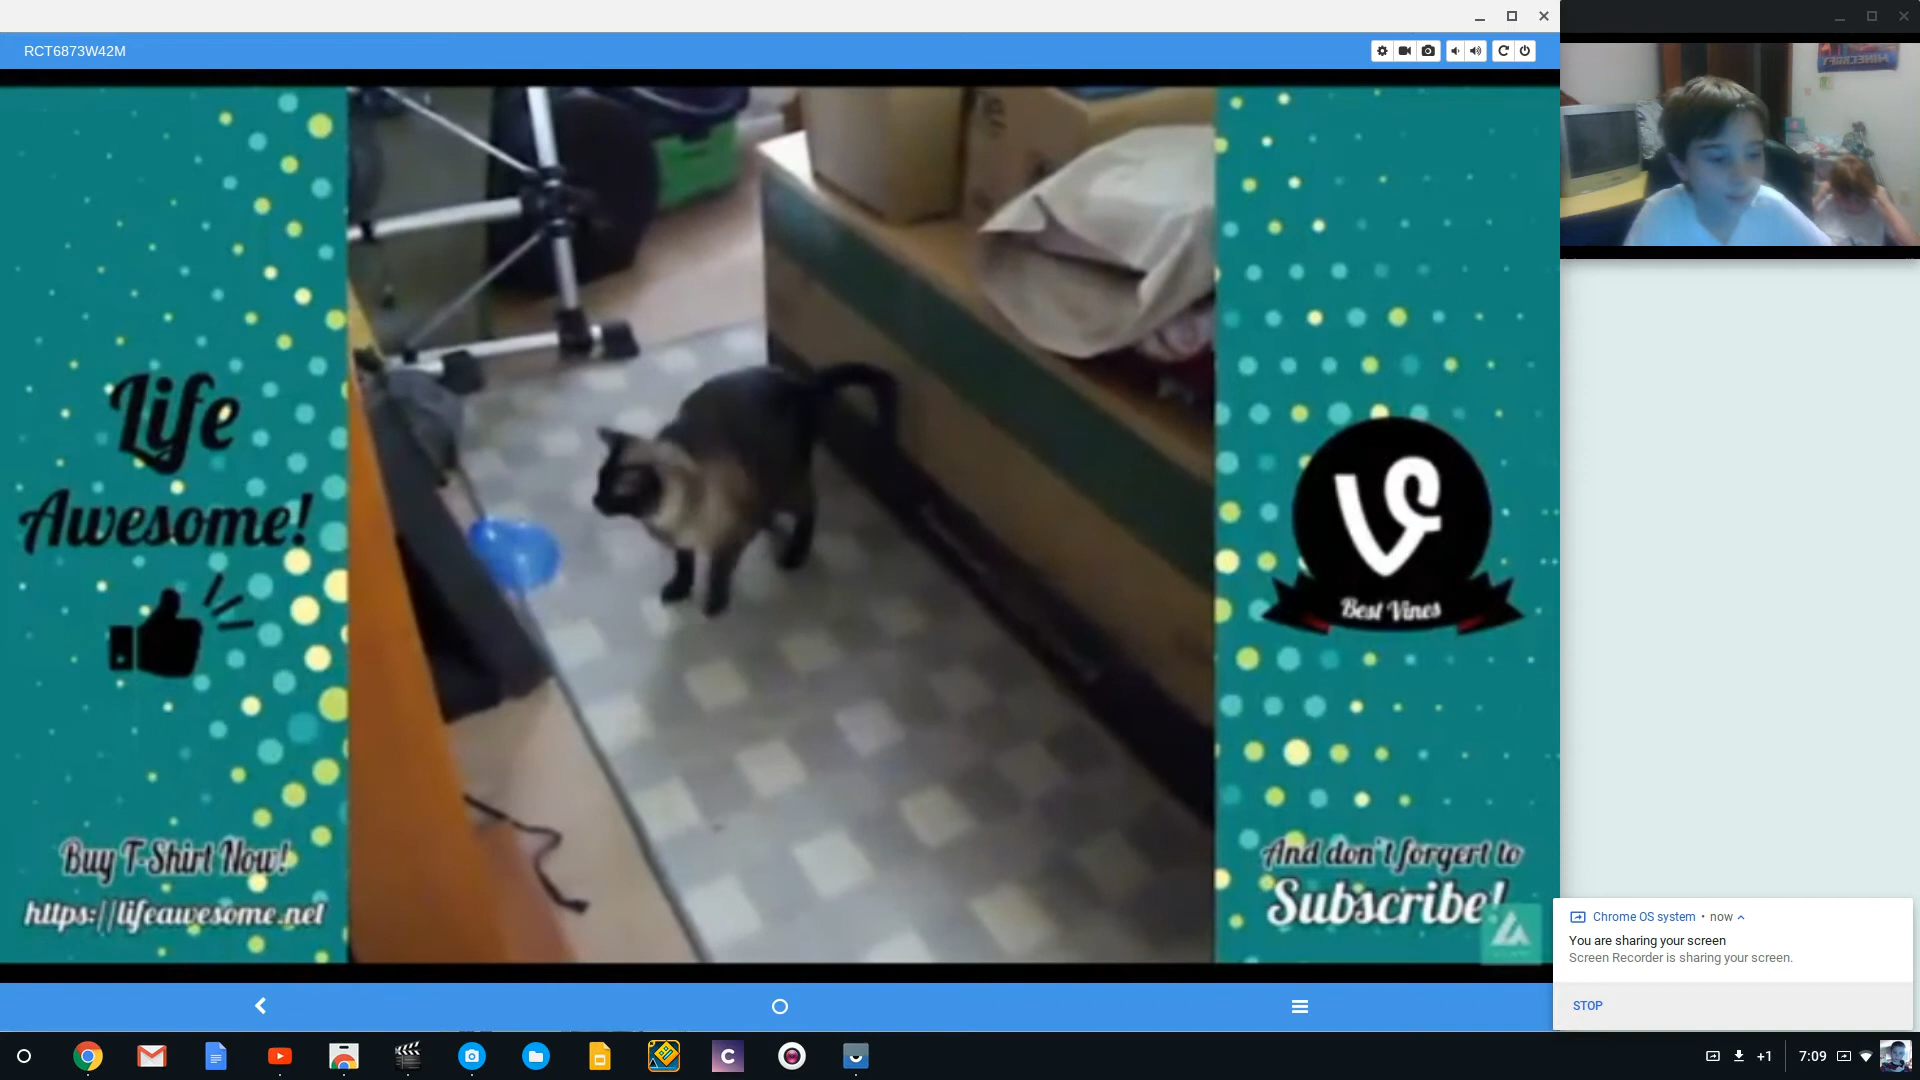 RCT6873W42M
MINECRAFT
Life
Awesome!
Buy T-Shirt Now!
https://lifeawesome.net
Best Vines
And don't forgert to
Subscribe!
Chrome OS system • now
You are sharing your screen
Screen Recorder is sharing your screen.
STOP
C
+1
7:09